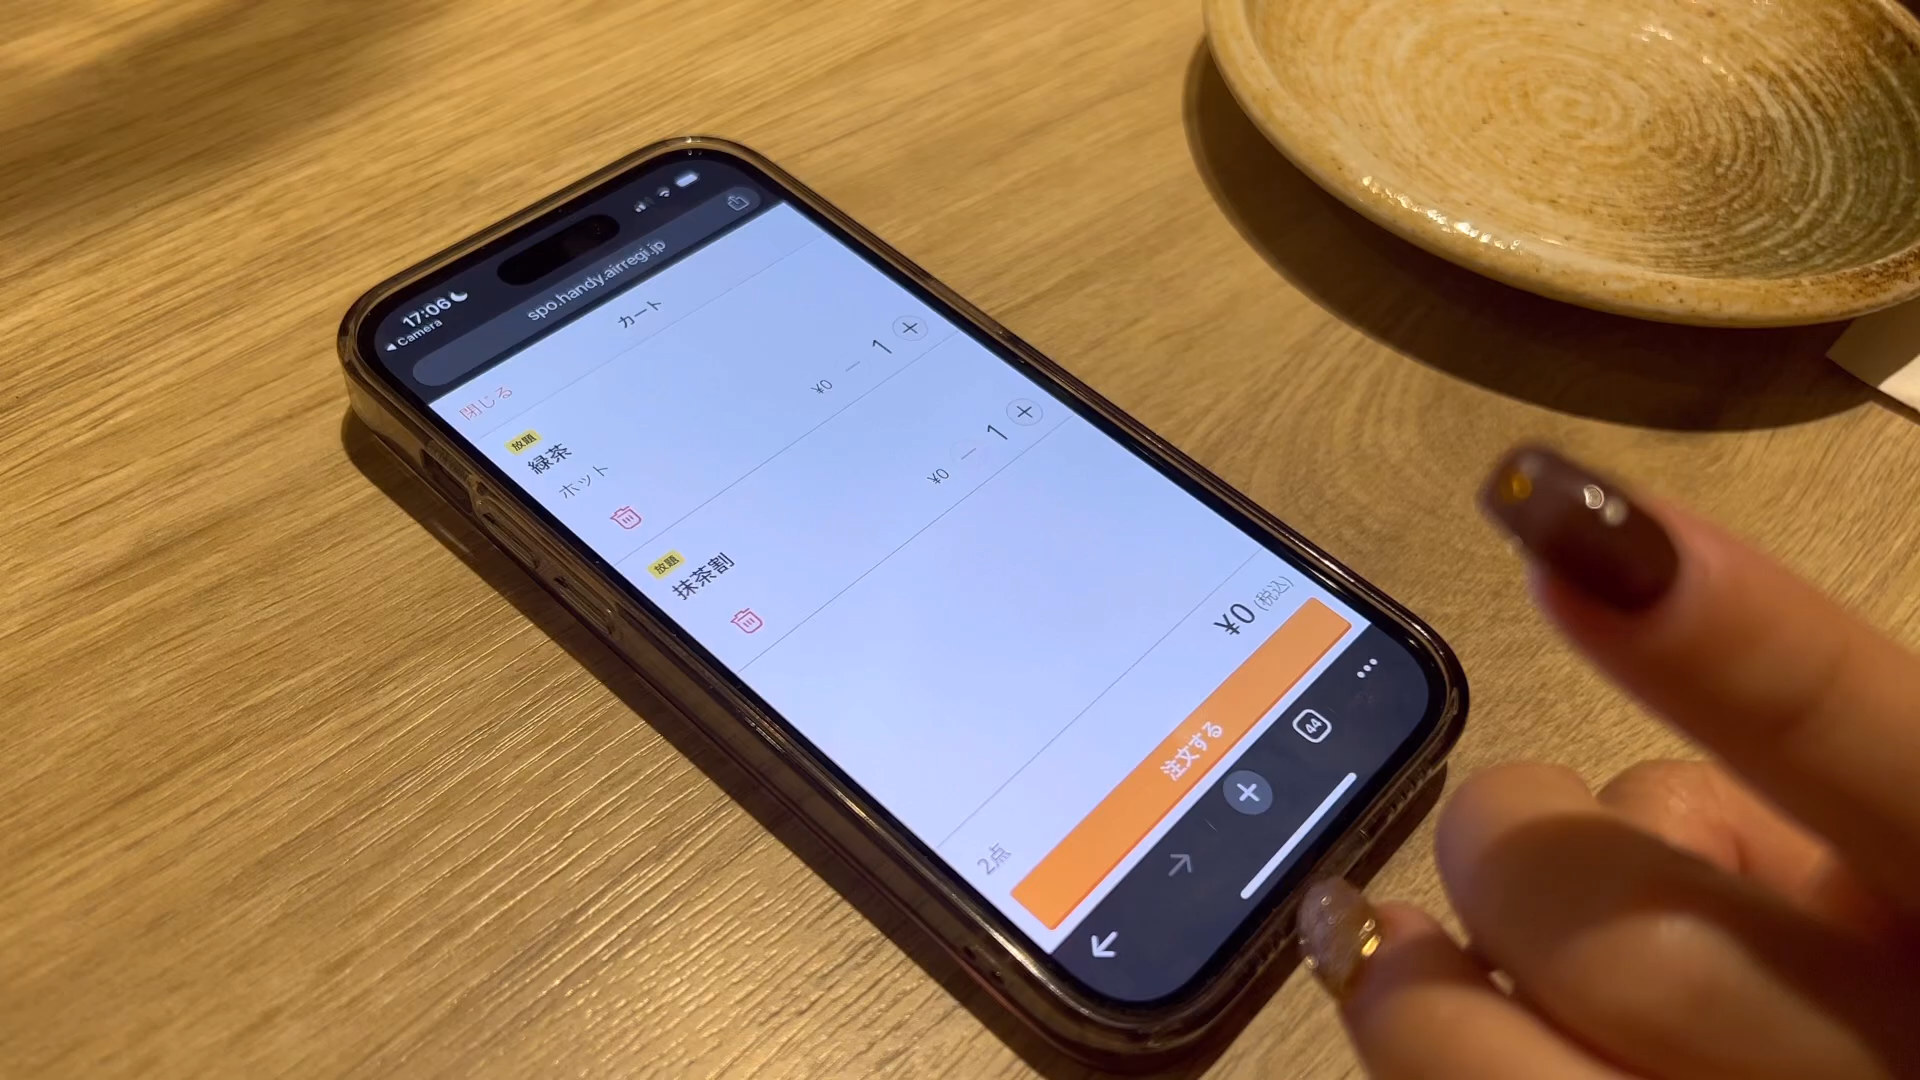 17:06
◀ Camera
spo.handy.airregi.jp
カート
閉じる
放題
緑茶
ホット
¥0 － 1 ＋
放題
抹茶割
¥0 － 1 ＋
2点
¥0 (税込)
注文する
44